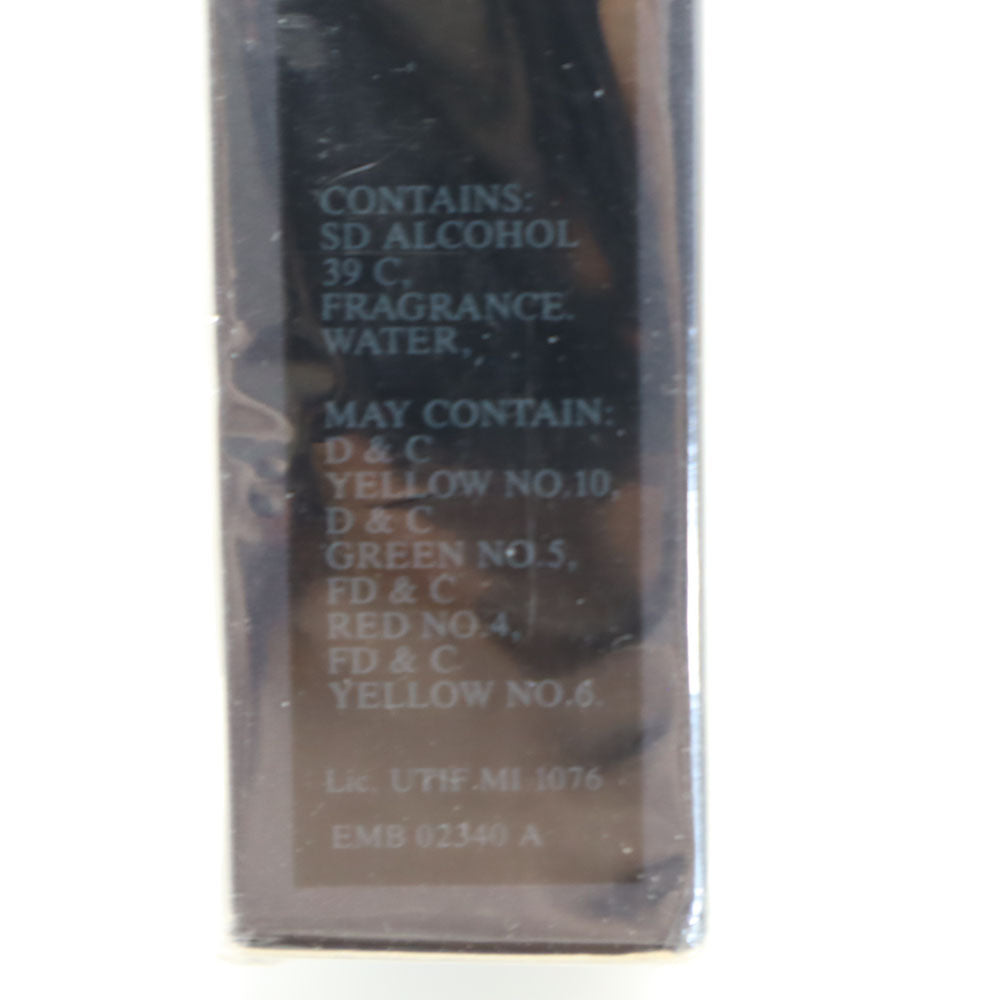 CONTAINS:
SD ALCOHOL
39 C,
FRAGRANCE.
WATER,
MAY CONTAIN:
D & C
YELLOW NO.10,
D & C
GREEN NO.5,
FD & C
RED NO.4,
FD & C
YELLOW NO.6.
Lic. UTIF.MI 1076
EMB 02340 A